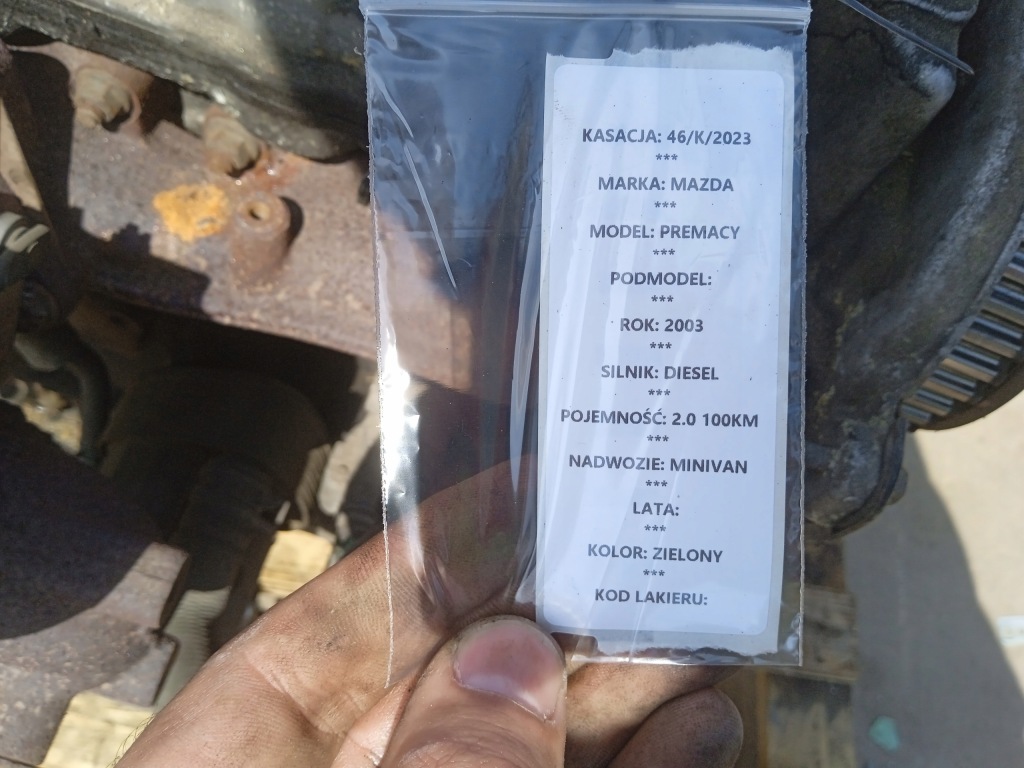 KASACJA: 46/K/2023
***
MARKA: MAZDA
***
MODEL: PREMACY
***
PODMODEL:
***
ROK: 2003
***
SILNIK: DIESEL
***
POJEMNOŚĆ: 2.0 100KM
***
NADWOZIE: MINIVAN
***
LATA:
***
KOLOR: ZIELONY
***
KOD LAKIERU: